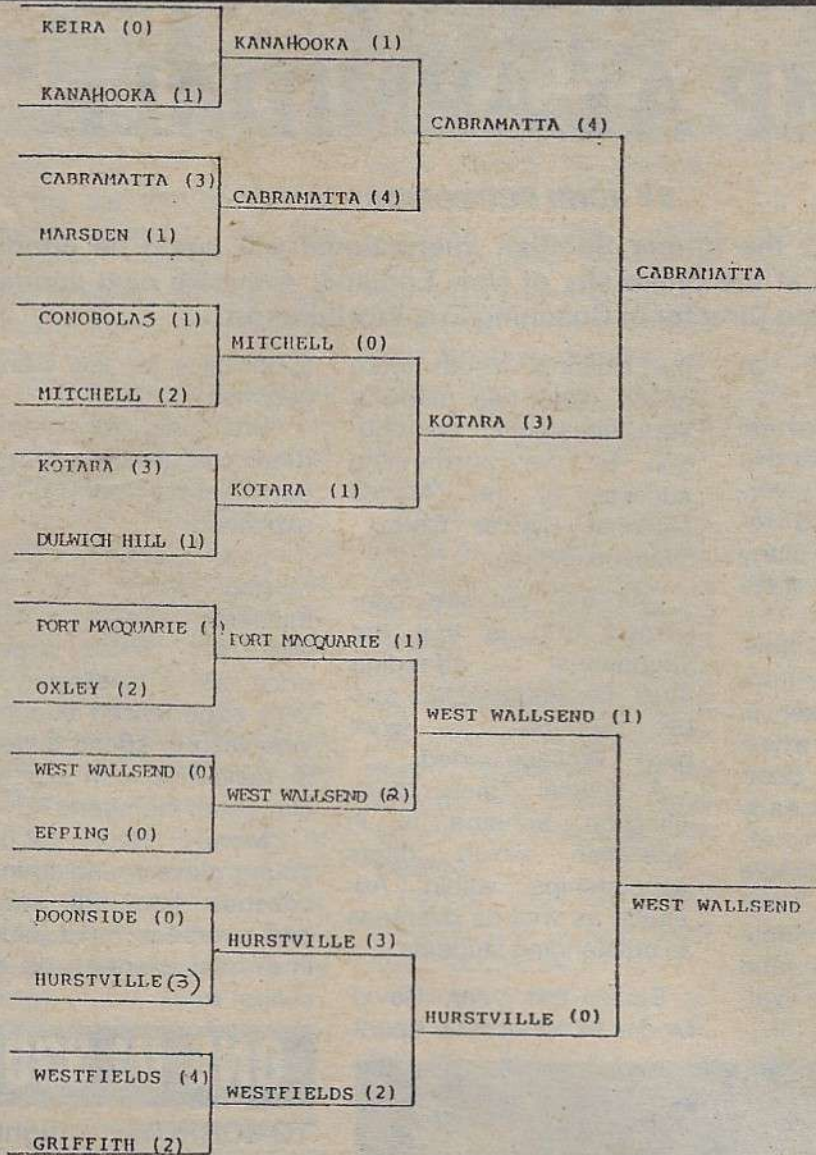 KEIRA (0)
KANAHOOKA (1)
KANAHOOKA (1)
CABRAMATTA (4)
CABRAMATTA (3)
CABRAMATTA (4)
MARSDEN (1)
CABRAMATTA
CONOBOLAS (1)
MITCHELL (0)
MITCHELL (2)
KOTARA (3)
KOTARA (3)
KOTARA (1)
DULWICH HILL (1)
PORT MACQUARIE
PORT MACQUARIE (1)
OXLEY (2)
WEST WALLSEND (1)
WEST WALLSEND (0)
WEST WALLSEND (2)
EPPING (0)
WEST WALLSEND
DOONSIDE (0)
HURSTVILLE (3)
HURSTVILLE (3)
HURSTVILLE (0)
WESTFIELDS (4)
WESTFIELDS (2)
GRIFFITH (2)